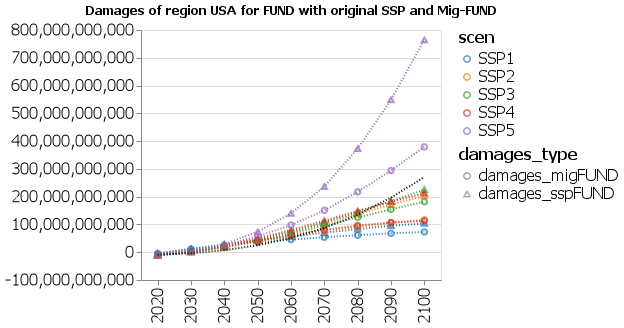 Damages of region USA for FUND with original SSP and Mig-FUND
800,000,000,000
700,000,000,000
600,000,000,000
500,000,000,000
400,000,000,000
300,000,000,000
200,000,000,000
100,000,000,000
0
-100,000,000,000
2020
2030
2040
2050
2060
2070
2080
2090
2100
scen
SSP1
SSP2
SSP3
SSP4
SSP5
damages_type
damages_migFUND
damages_sspFUND